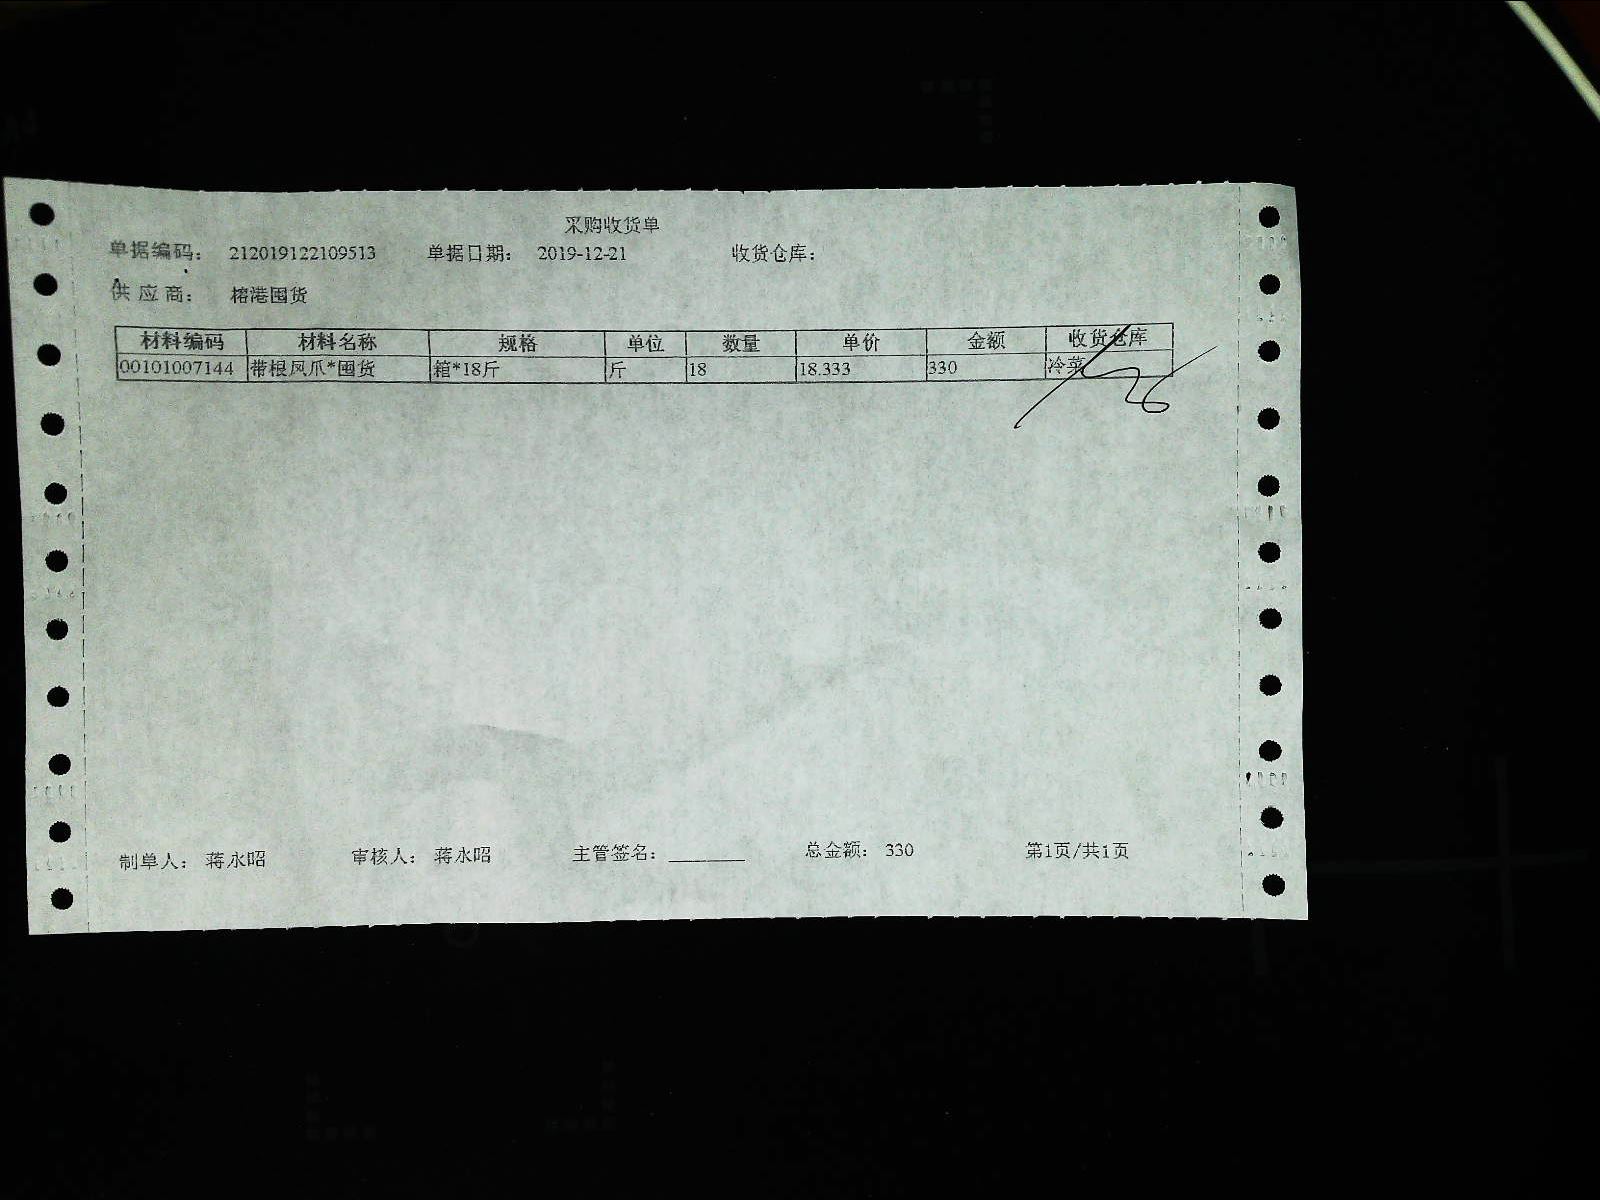 采购收货单
单据编码： 212019122109513 单据日期： 2019-12-21 收货仓库：
供应商： 榕港囤货
材料编码 材料名称 规格 单位 数量 单价 金额 收货仓库
00101007144 带根凤爪*囤货 箱*18斤 斤 18 18.333 330 冷菜
制单人： 蒋永昭 审核人： 蒋永昭 主管签名：________ 总金额： 330 第1页/共1页